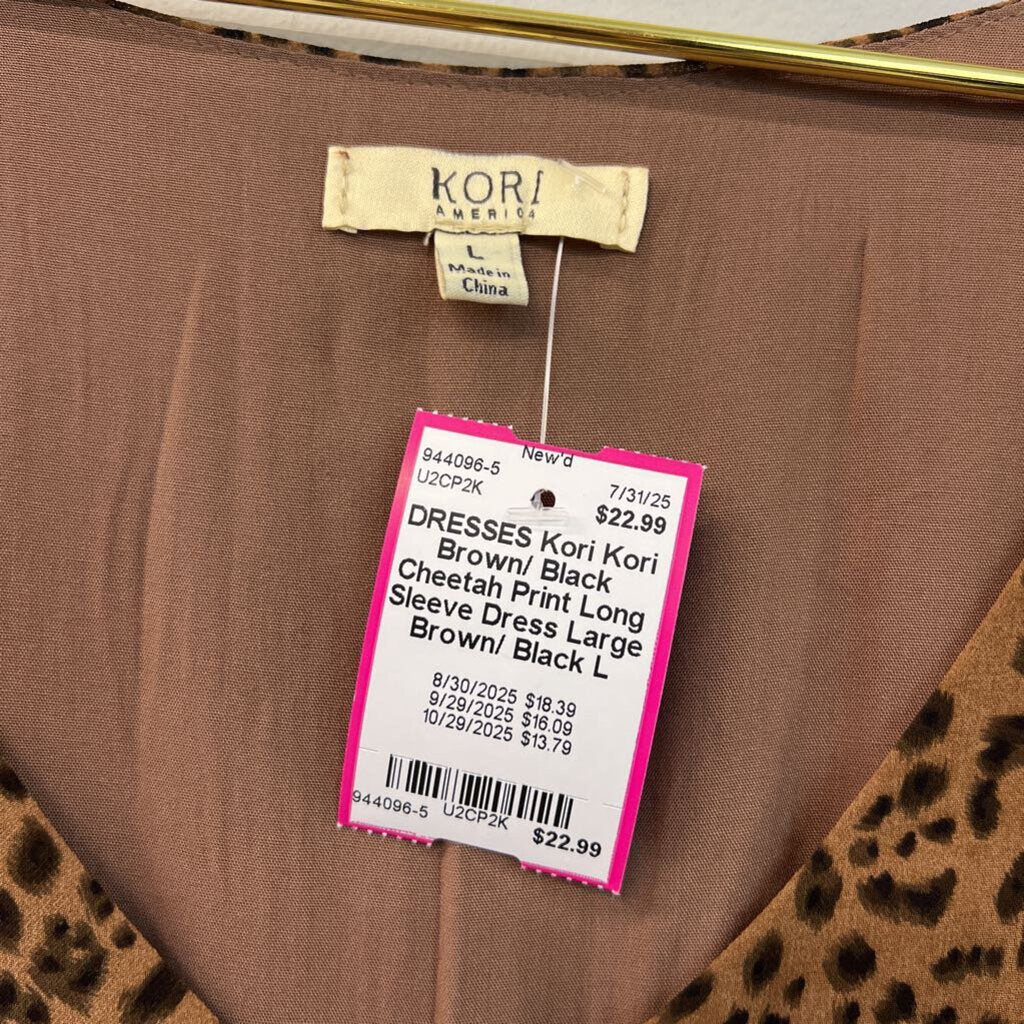 KORI
AMERICA
L
Made in
China
944096-5
New'd
U2CP2K
7/31/25
$22.99
DRESSES Kori Kori
Brown/ Black
Cheetah Print Long
Sleeve Dress Large
Brown/ Black L
8/30/2025 $18.39
9/29/2025 $16.09
10/29/2025 $13.79
944096-5 U2CP2K $22.99